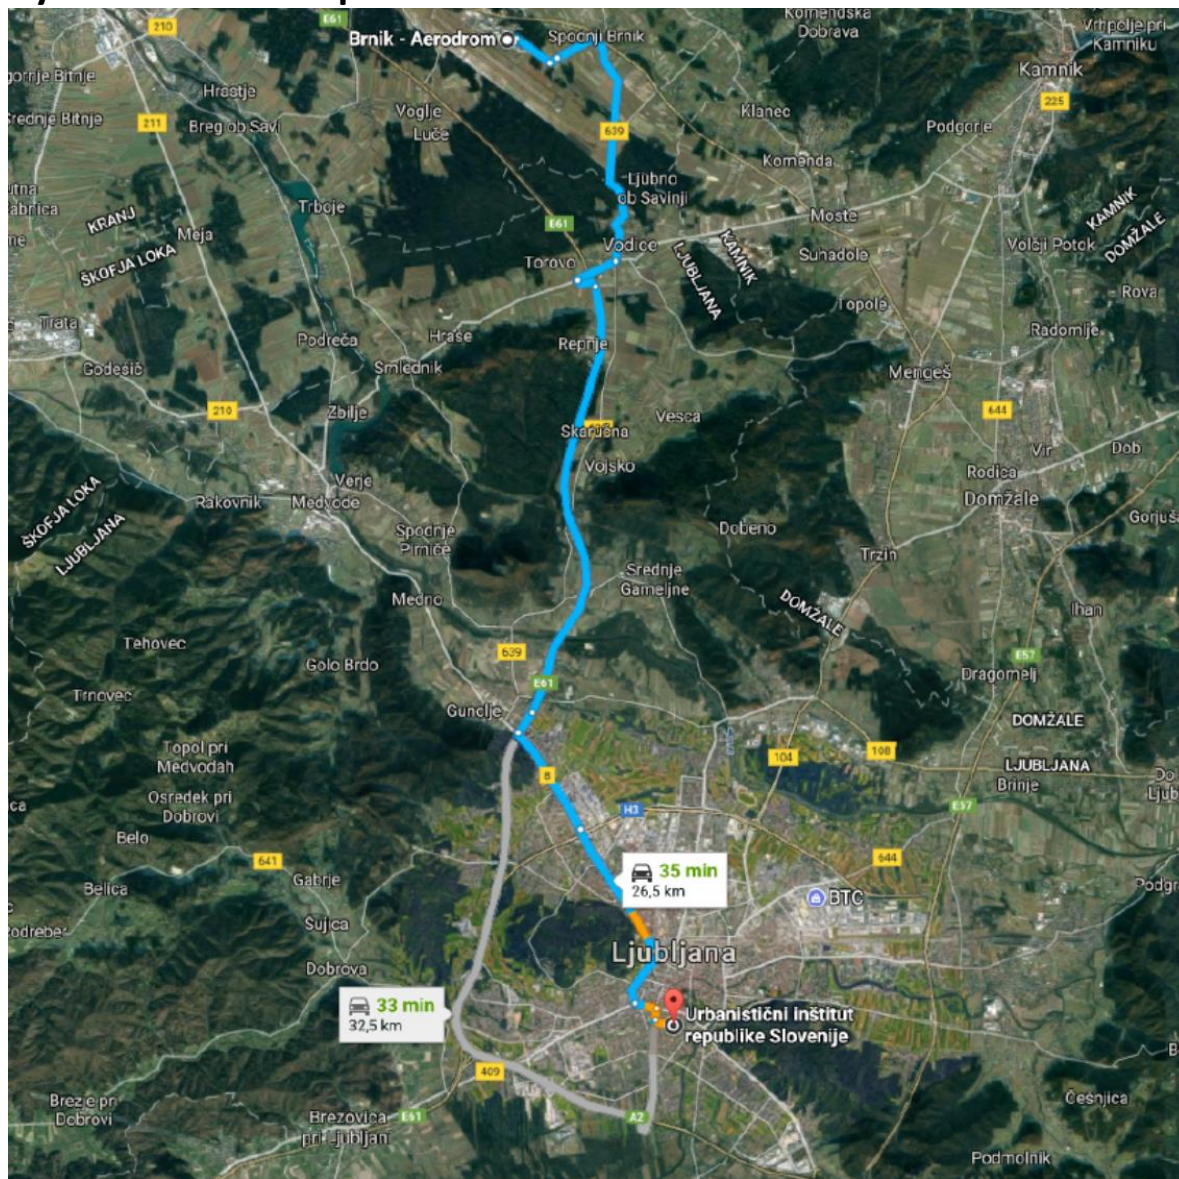 E61
210
Komendska
Dobrava
Vrhpolje pri
Kamniku
Brnik - Aerodrom
Spodnji Brnik
gornje Bitnje
Kamnik
Hrastje
225
Srednje Bitnje
211
Breg ob Savi
Voglje
Luče
Klanec
Podgorje
639
Komenda
Ljubno
ob Savinji
Trboje
KRANJ
Moste
KAMNIK
DOMŽALE
E61
Meja
Vodice
KAMNIK
LJUBLJANA
Volčji Potok
ŠKOFJA LOKA
Torovo
Suhadole
Rova
Topole
Trata
Podreča
Hraše
Repnje
Radomlje
Godešič
Smlednik
Mengeš
210
Zbilje
Vesca
644
Skaručna
Vojsko
Vir
Dob
Verje
Rodica
Rakovnik
Medvode
Domžale
ŠKOFJA LOKA
LJUBLJANA
Spodnje
Pirniče
Dobeno
Gorjuš
Trzin
Srednje
Gameljne
Medno
DOMŽALE
Ihan
Tehovec
639
Golo Brdo
E57
Dragomelj
E61
Trnovec
Gunclje
DOMŽALE
Topol pri
Medvodah
108
104
LJUBLJANA
8
Brinje
Osredek pri
Dobrovi
H3
E57
Belo
641
644
35 min
26,5 km
Gabrje
Belica
BTC
Šujica
Ljubljana
Dobrova
33 min
32,5 km
Urbanistični inštitut
republike Slovenije
409
Brezje pri
Dobrovi
Brezovica
pri Ljubljani
E61
A2
Češnjica
Podmolnik